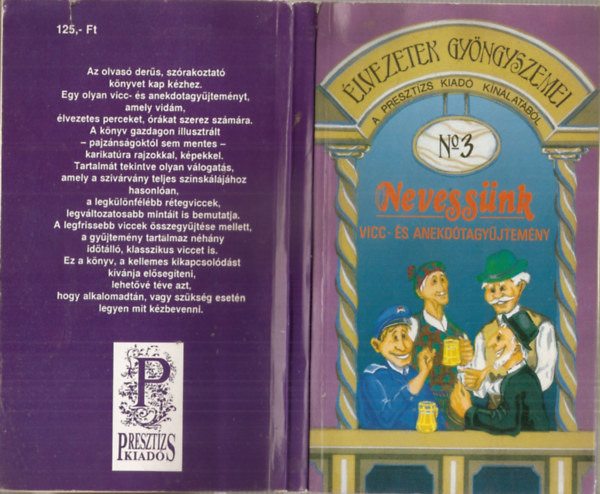 125,- Ft
Az olvasó derűs, szórakoztató
könyvet kap kézhez.
Egy olyan vicc- és anekdotagyűjteményt,
amely vidám,
élvezetes perceket, órákat szerez számára.
A könyv gazdagon illusztrált
– pajzánságoktól sem mentes –
karikatúra rajzokkal, képekkel.
Tartalmát tekintve olyan válogatás,
amely a szivárvány teljes színskálájához
hasonlóan,
a legkülönfélébb rétegviccek,
legváltozatosabb mintáit is bemutatja.
A legfrissebb viccek összegyűjtése mellett,
a gyűjtemény tartalmaz néhány
időtálló, klasszikus viccet is.
Ez a könyv, a kellemes kikapcsolódást
kívánja elősegíteni,
lehetővé téve azt,
hogy alkalomadtán, vagy szükség esetén
legyen mit kézbevenni.
P
PRESZTÍZS
KIADÓ
ÉLVEZETEK GYÖNGYSZEMEI
A PRESZTÍZS KIADÓ KÍNÁLATÁBÓL
No 3
Nevessünk
VICC- ÉS ANEKDOTAGYŰJTEMÉNY